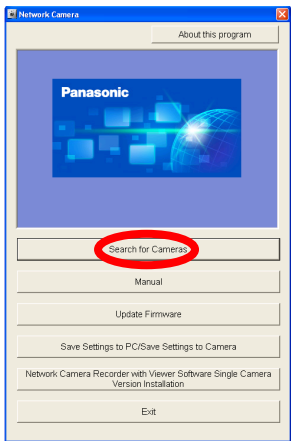 Network Camera
About this program
Panasonic
Search for Cameras
Manual
Update Firmware
Save Settings to PC/Save Settings to Camera
Network Camera Recorder with Viewer Software Single Camera
Version Installation
Exit